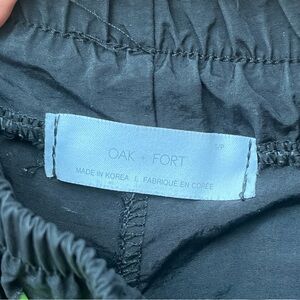 S/P
OAK + FORT
MADE IN KOREA | FABRIQUÉ EN CORÉE